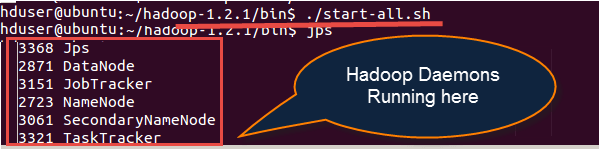 hduser@ubuntu:~/hadoop-1.2.1/bin$ ./start-all.sh
hduser@ubuntu:~/hadoop-1.2.1/bin$ jps
3368 Jps
2871 DataNode
3151 JobTracker
2723 NameNode
3061 SecondaryNameNode
3321 TaskTracker
Hadoop Daemons
Running here